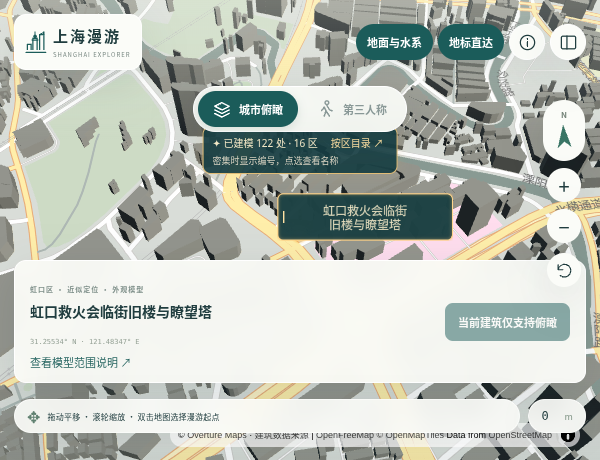 上海漫游
SHANGHAI EXPLORER
地面与水系
地标直达
城市俯瞰
第三人称
✦ 已建模 122 处 · 16 区 按区目录 ↗
密集时显示编号，点选查看名称
N
虹口救火会临街
旧楼与瞭望塔
+
−
虹口区 · 近似定位 · 外观模型
虹口救火会临街旧楼与瞭望塔
当前建筑仅支持俯瞰
31.25534° N · 121.48347° E
查看模型范围说明 ↗
拖动平移 · 滚轮缩放 · 双击地图选择漫游起点
0 m
© Overture Maps · 建筑数据来源 | OpenFreeMap © OpenMapTiles Data from OpenStreetMap